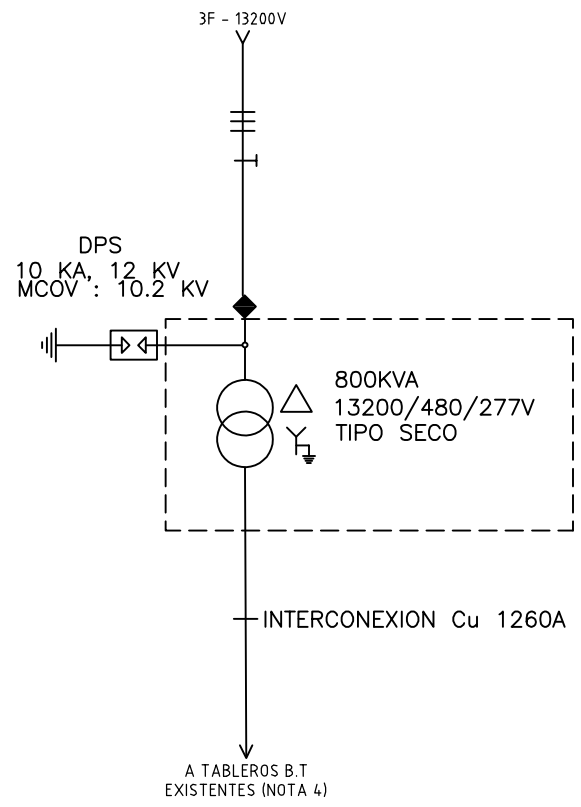 3F - 13200V
DPS
10 KA, 12 KV
MCOV : 10.2 KV
800KVA
13200/480/277V
TIPO SECO
INTERCONEXION Cu 1260A
A TABLEROS B.T
EXISTENTES (NOTA 4)